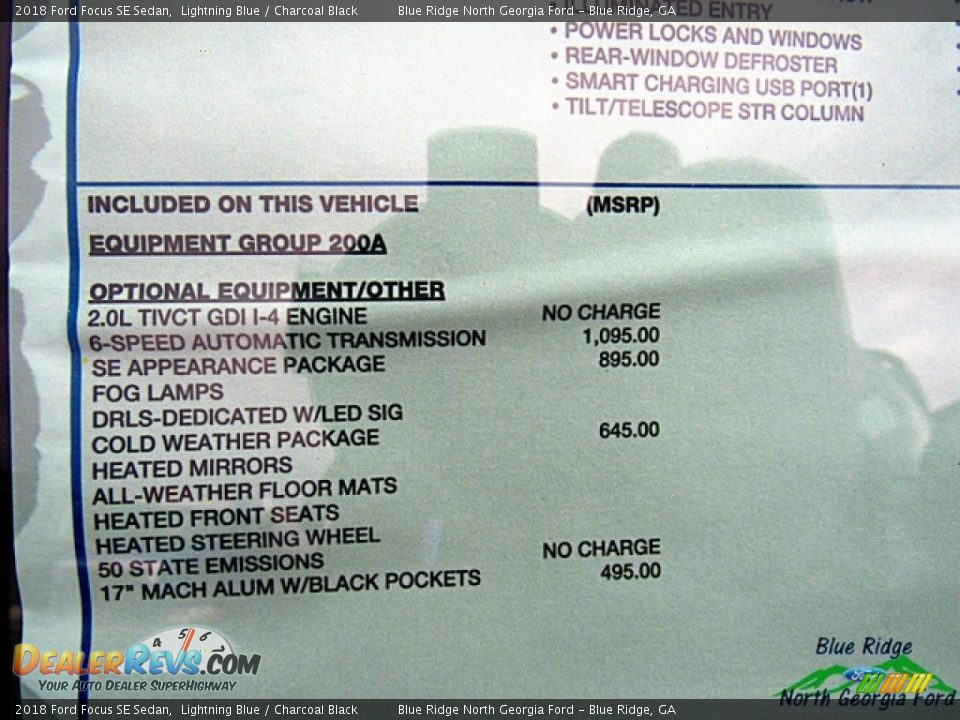 2018 Ford Focus SE Sedan, Lightning Blue / Charcoal Black Blue Ridge North Georgia Ford - Blue Ridge, GA
ENTRY
• POWER LOCKS AND WINDOWS
• REAR-WINDOW DEFROSTER
• SMART CHARGING USB PORT(1)
• TILT/TELESCOPE STR COLUMN
INCLUDED ON THIS VEHICLE (MSRP)
EQUIPMENT GROUP 200A
OPTIONAL EQUIPMENT/OTHER
2.0L TIVCT GDI I-4 ENGINE NO CHARGE
6-SPEED AUTOMATIC TRANSMISSION 1,095.00
SE APPEARANCE PACKAGE 895.00
FOG LAMPS
DRLS-DEDICATED W/LED SIG
COLD WEATHER PACKAGE 645.00
HEATED MIRRORS
ALL-WEATHER FLOOR MATS
HEATED FRONT SEATS
HEATED STEERING WHEEL
50 STATE EMISSIONS NO CHARGE
17" MACH ALUM W/BLACK POCKETS 495.00
4 5 6 7
DEALERREVS.COM
YOUR AUTO DEALER SUPERHIGHWAY
Blue Ridge
Ford
North Georgia Ford
2018 Ford Focus SE Sedan, Lightning Blue / Charcoal Black Blue Ridge North Georgia Ford - Blue Ridge, GA